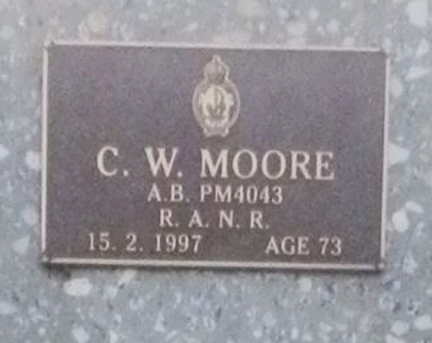 C. W. MOORE
A.B. PM4043
R. A. N. R.
15. 2. 1997 AGE 73